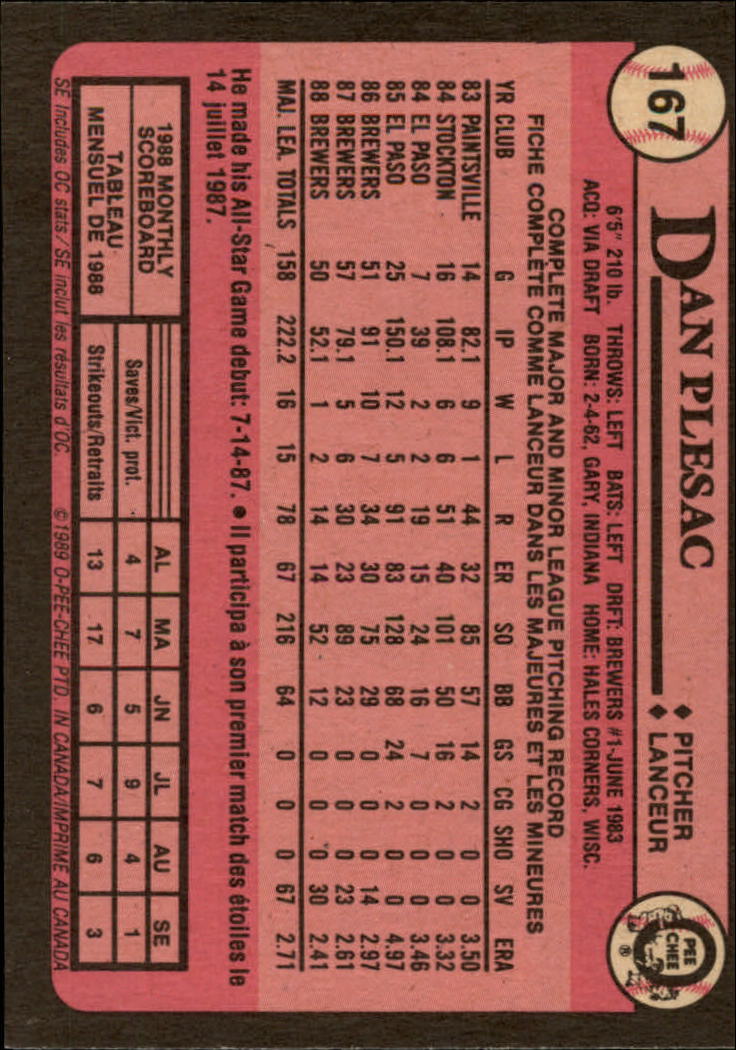 167
DAN PLESAC
♦ PITCHER
♦ LANCEUR
PEE
CHEE
®
6'5" 210 lb. THROWS: LEFT BATS: LEFT DRFT: BREWERS #1-JUNE 1983
ACQ: VIA DRAFT BORN: 2-4-62, GARY, INDIANA HOME: HALES CORNERS, WISC.
COMPLETE MAJOR AND MINOR LEAGUE PITCHING RECORD
FICHE COMPLÈTE COMME LANCEUR DANS LES MAJEURES ET LES MINEURES
YR CLUB G IP W L R ER SO BB GS CG SHO SV ERA
83 PAINTSVILLE 14 82.1 9 1 44 32 85 57 14 2 0 0 3.50
84 STOCKTON 16 108.1 6 6 51 40 101 50 16 2 0 0 3.32
84 EL PASO 7 39 2 2 19 15 24 16 7 0 0 0 3.46
85 EL PASO 25 150.1 12 5 91 83 128 68 24 2 0 0 4.97
86 BREWERS 51 91 10 7 34 30 75 29 0 0 0 14 2.97
87 BREWERS 57 79.1 5 6 30 23 89 23 0 0 0 23 2.61
88 BREWERS 50 52.1 1 2 14 14 52 12 0 0 0 30 2.41
MAJ. LEA. TOTALS 158 222.2 16 15 78 67 216 64 0 0 0 67 2.71
He made his All-Star Game debut: 7-14-87. ● Il participa à son premier match des étoiles le
14 juillet 1987.
1988 MONTHLY
SCOREBOARD
TABLEAU
MENSUEL DE 1988
AL MA JN JL AU SE
Saves/Vict. prot. 4 7 5 9 4 1
Strikeouts/Retraits 13 17 6 7 6 3
SE Includes OC stats/SE inclut les résultats d'OC. ©1989 O-PEE-CHEE PTD. IN CANADA/IMPRIMÉ AU CANADA